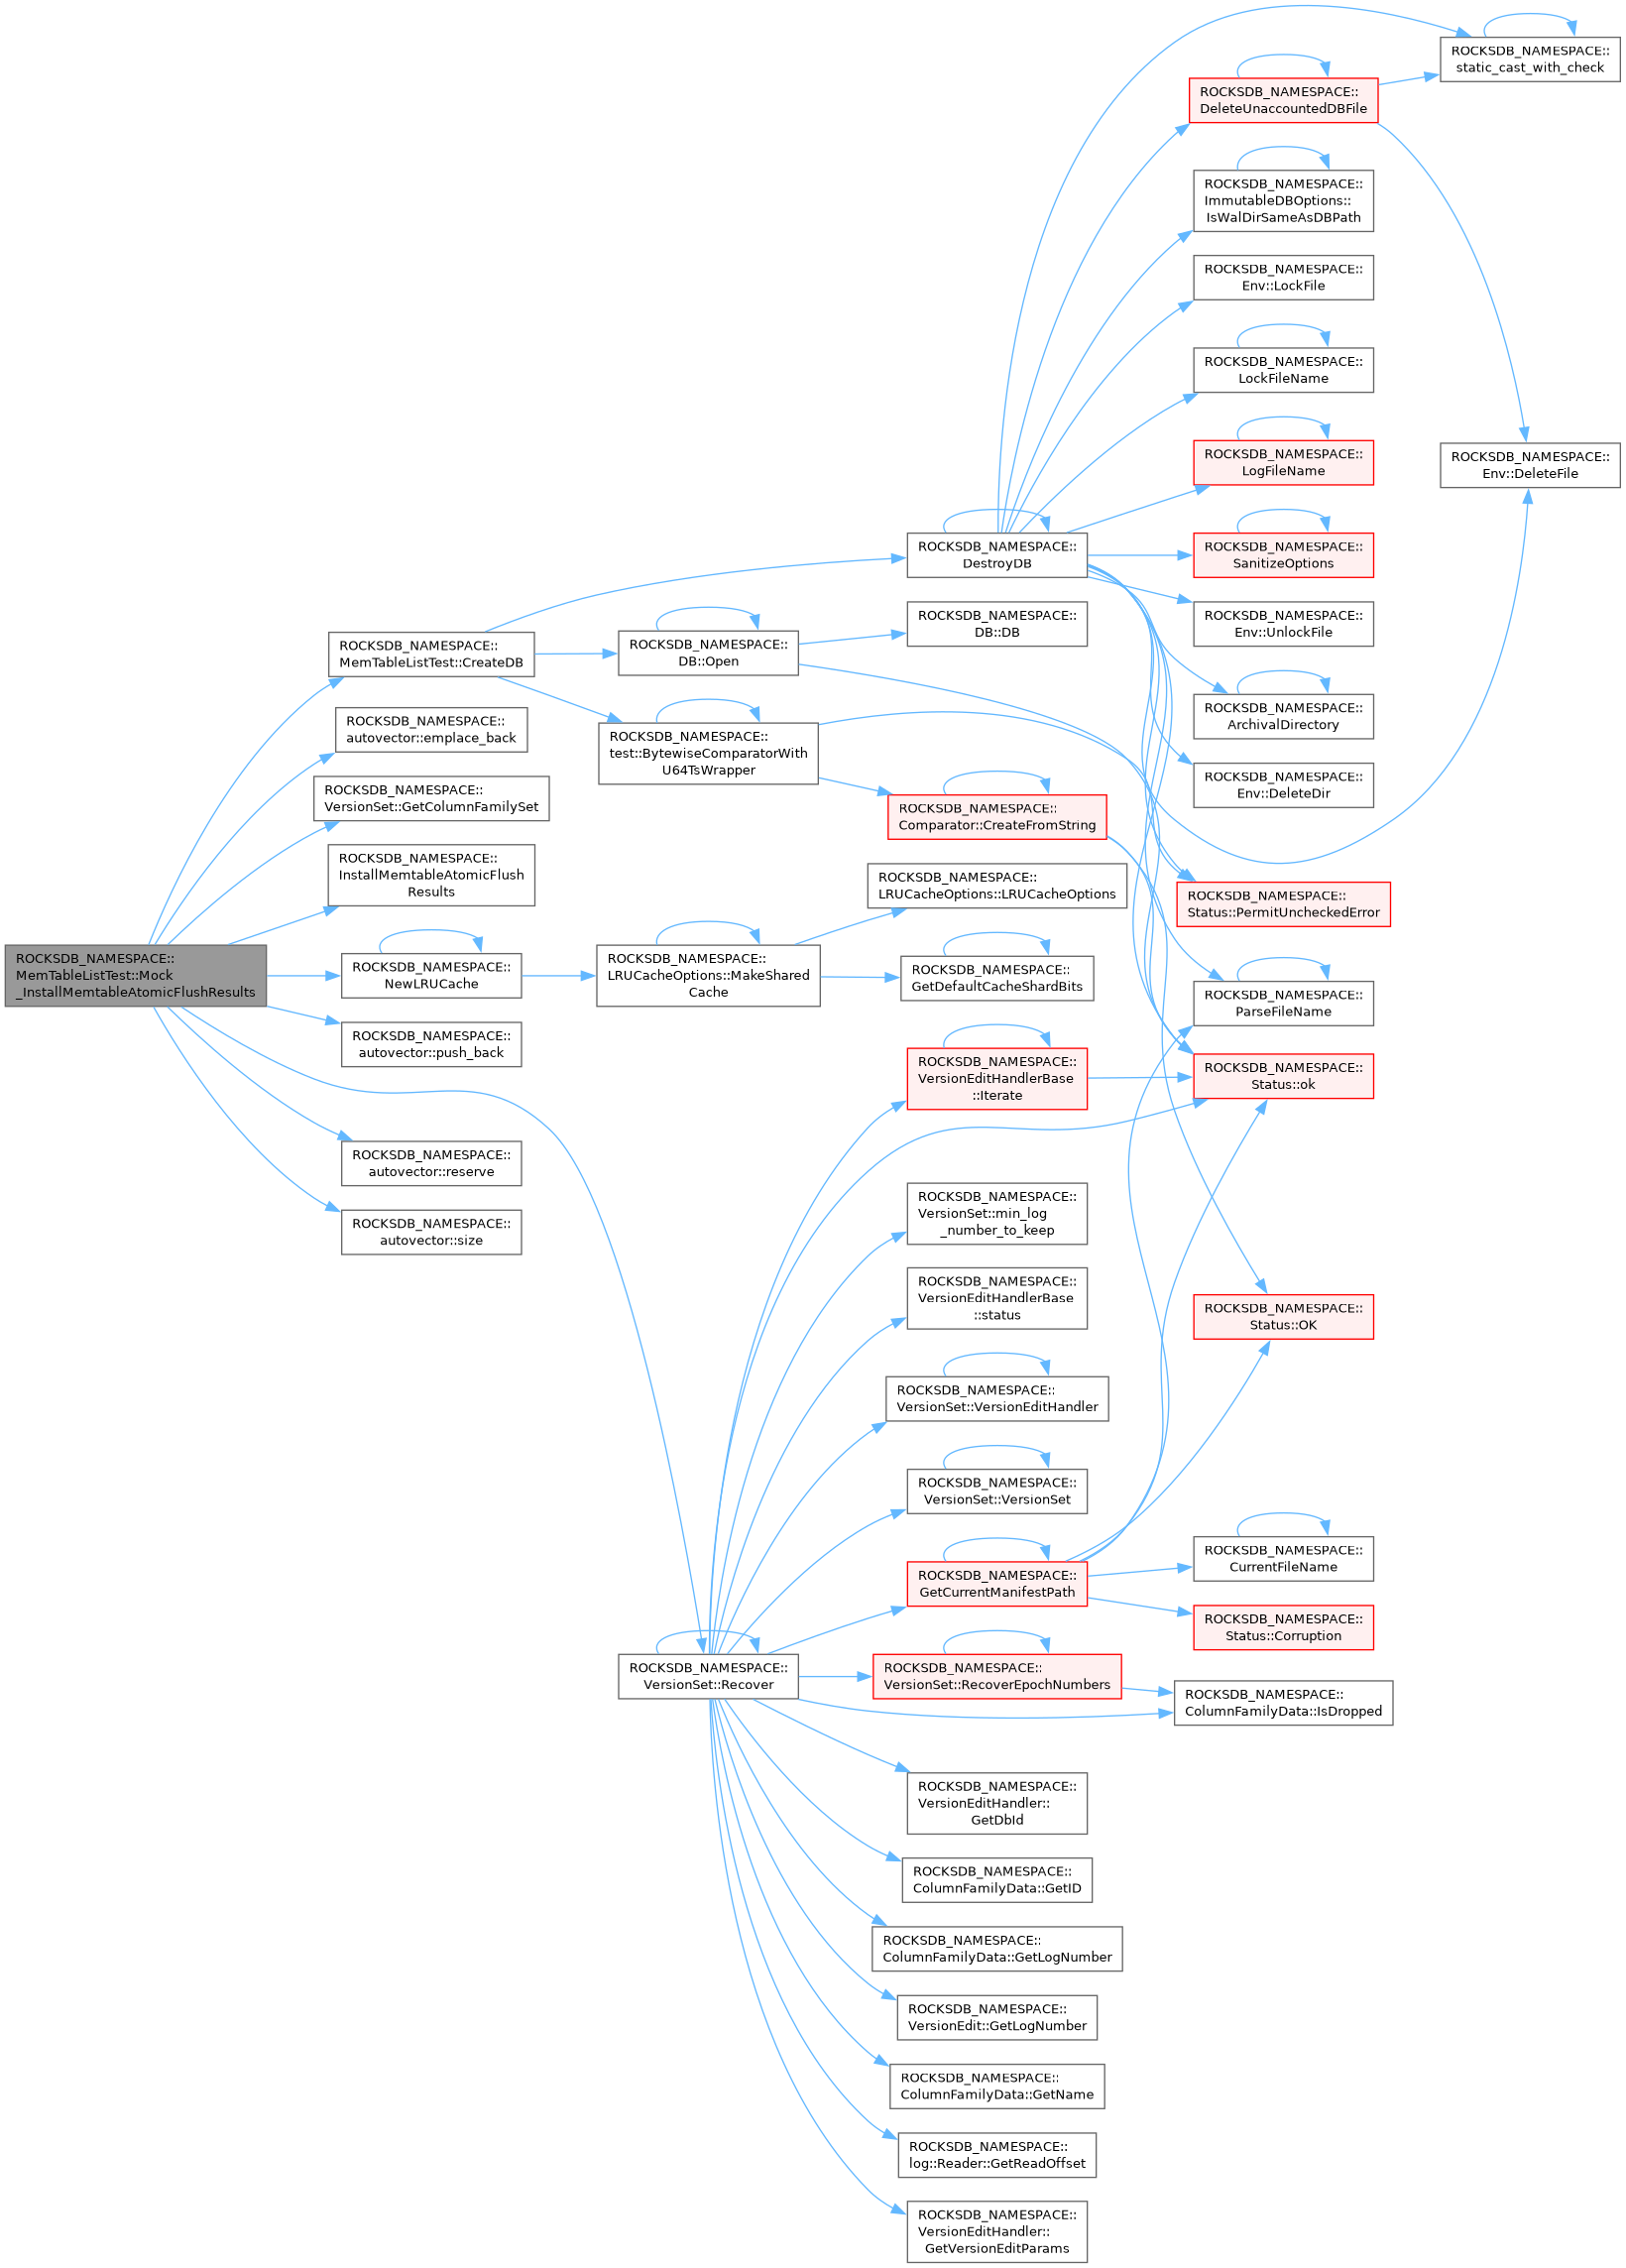 ROCKSDB_NAMESPACE::
MemTableListTest::Mock
_InstallMemtableAtomicFlushResults
ROCKSDB_NAMESPACE::
MemTableListTest::CreateDB
ROCKSDB_NAMESPACE::
autovector::emplace_back
ROCKSDB_NAMESPACE::
VersionSet::GetColumnFamilySet
ROCKSDB_NAMESPACE::
InstallMemtableAtomicFlush
Results
ROCKSDB_NAMESPACE::
NewLRUCache
ROCKSDB_NAMESPACE::
autovector::push_back
ROCKSDB_NAMESPACE::
autovector::reserve
ROCKSDB_NAMESPACE::
autovector::size
ROCKSDB_NAMESPACE::
DB::Open
ROCKSDB_NAMESPACE::
test::BytewiseComparatorWith
U64TsWrapper
ROCKSDB_NAMESPACE::
LRUCacheOptions::MakeShared
Cache
ROCKSDB_NAMESPACE::
VersionSet::Recover
ROCKSDB_NAMESPACE::
DestroyDB
ROCKSDB_NAMESPACE::
DB::DB
ROCKSDB_NAMESPACE::
Comparator::CreateFromString
ROCKSDB_NAMESPACE::
LRUCacheOptions::LRUCacheOptions
ROCKSDB_NAMESPACE::
GetDefaultCacheShardBits
ROCKSDB_NAMESPACE::
VersionEditHandlerBase
::Iterate
ROCKSDB_NAMESPACE::
VersionSet::min_log
_number_to_keep
ROCKSDB_NAMESPACE::
VersionEditHandlerBase
::status
ROCKSDB_NAMESPACE::
VersionSet::VersionEditHandler
ROCKSDB_NAMESPACE::
VersionSet::VersionSet
ROCKSDB_NAMESPACE::
GetCurrentManifestPath
ROCKSDB_NAMESPACE::
VersionSet::RecoverEpochNumbers
ROCKSDB_NAMESPACE::
VersionEditHandler::
GetDbId
ROCKSDB_NAMESPACE::
ColumnFamilyData::GetID
ROCKSDB_NAMESPACE::
ColumnFamilyData::GetLogNumber
ROCKSDB_NAMESPACE::
VersionEdit::GetLogNumber
ROCKSDB_NAMESPACE::
ColumnFamilyData::GetName
ROCKSDB_NAMESPACE::
log::Reader::GetReadOffset
ROCKSDB_NAMESPACE::
VersionEditHandler::
GetVersionEditParams
ROCKSDB_NAMESPACE::
DeleteUnaccountedDBFile
ROCKSDB_NAMESPACE::
ImmutableDBOptions::
IsWalDirSameAsDBPath
ROCKSDB_NAMESPACE::
Env::LockFile
ROCKSDB_NAMESPACE::
LockFileName
ROCKSDB_NAMESPACE::
LogFileName
ROCKSDB_NAMESPACE::
SanitizeOptions
ROCKSDB_NAMESPACE::
Env::UnlockFile
ROCKSDB_NAMESPACE::
ArchivalDirectory
ROCKSDB_NAMESPACE::
Env::DeleteDir
ROCKSDB_NAMESPACE::
Status::PermitUncheckedError
ROCKSDB_NAMESPACE::
ParseFileName
ROCKSDB_NAMESPACE::
Status::ok
ROCKSDB_NAMESPACE::
Status::OK
ROCKSDB_NAMESPACE::
CurrentFileName
ROCKSDB_NAMESPACE::
Status::Corruption
ROCKSDB_NAMESPACE::
ColumnFamilyData::IsDropped
ROCKSDB_NAMESPACE::
static_cast_with_check
ROCKSDB_NAMESPACE::
Env::DeleteFile